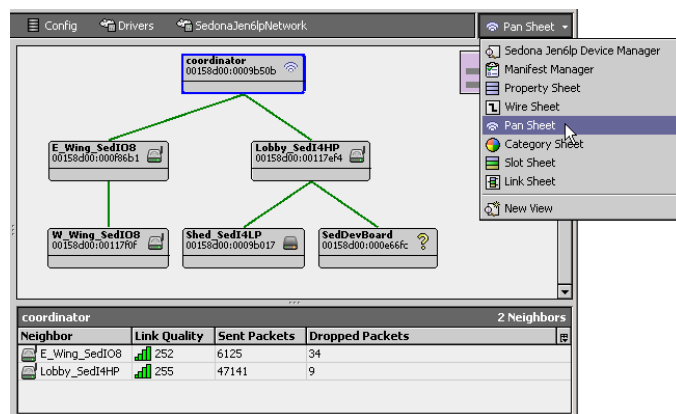 Config Drivers SedonaJen6lpNetwork Pan Sheet
Sedona Jen6lp Device Manager
Manifest Manager
Property Sheet
Wire Sheet
Pan Sheet
Category Sheet
Slot Sheet
Link Sheet
New View
coordinator
00158d00:0009b50b
E_Wing_SedIO8
00158d00:000f86b1
Lobby_SedI4HP
00158d00:00117ef4
W_Wing_SedIO8
00158d00:00117f0f
Shed_SedI4LP
00158d00:0009b017
SedDevBoard
00158d00:000e66fc
coordinator 2 Neighbors
Neighbor Link Quality Sent Packets Dropped Packets
E_Wing_SedIO8 252 6125 34
Lobby_SedI4HP 255 47141 9